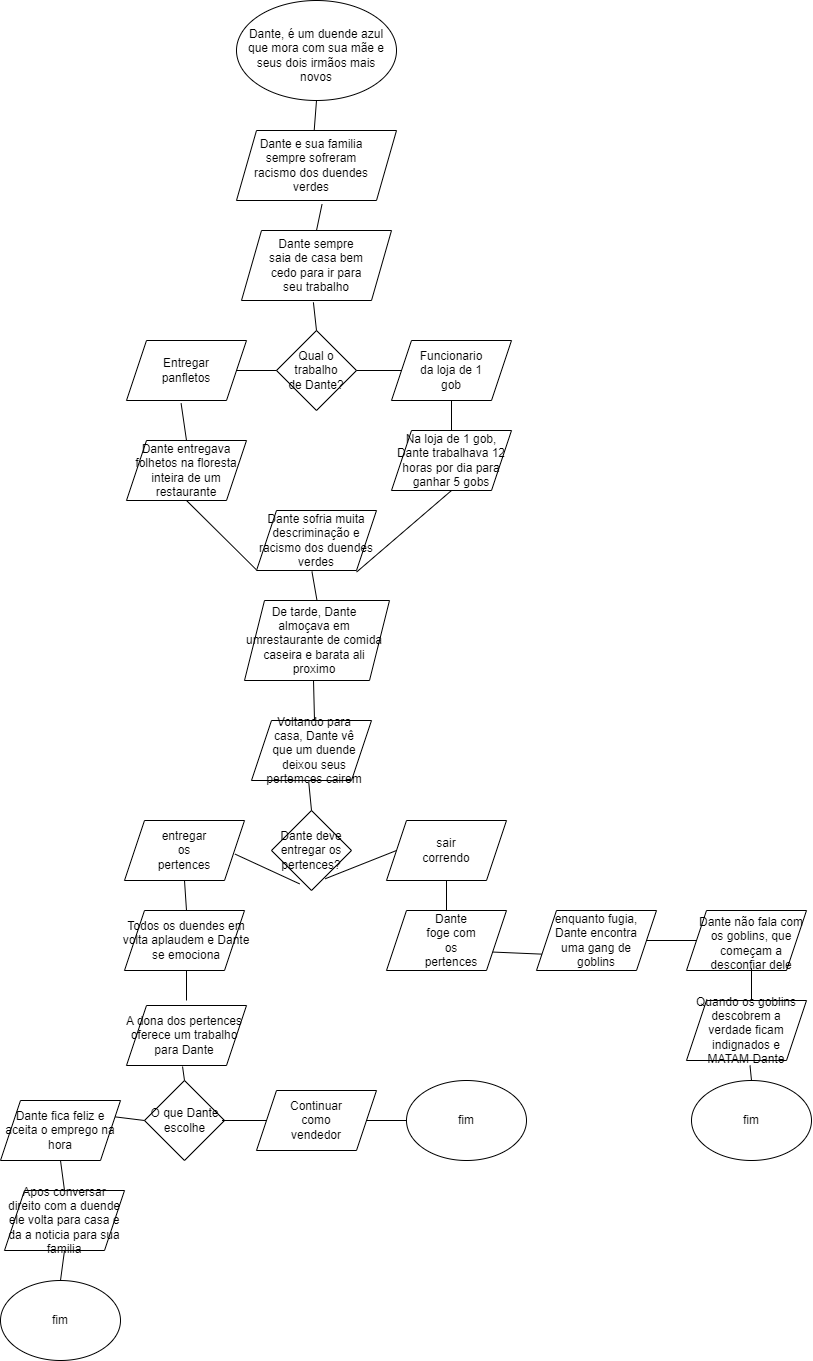 Dante, é um duende azul
que mora com sua mãe e
seus dois irmãos mais
novos
Dante e sua familia
sempre sofreram
racismo dos duendes
verdes
Dante sempre
saia de casa bem
cedo para ir para
seu trabalho
Qual o
trabalho
de Dante?
Entregar
panfletos
Funcionario
da loja de 1
gob
Dante entregava
folhetos na floresta
inteira de um
restaurante
Na loja de 1 gob,
Dante trabalhava 12
horas por dia para
ganhar 5 gobs
Dante sofria muita
descriminação e
racismo dos duendes
verdes
De tarde, Dante
almoçava em
umrestaurante de comida
caseira e barata ali
proximo
Voltando para
casa, Dante vê
que um duende
deixou seus
pertemces cairem
Dante deve
entregar os
pertences?
entregar
os
pertences
sair
correndo
Todos os duendes em
volta aplaudem e Dante
se emociona
Dante
foge com
os
pertences
enquanto fugia,
Dante encontra
uma gang de
goblins
Dante não fala com
os goblins, que
começam a
desconfiar dele
Quando os goblins
descobrem a
verdade ficam
indignados e
MATAM Dante
fim
A dona dos pertences
oferece um trabalho
para Dante
O que Dante
escolhe
Continuar
como
vendedor
fim
Dante fica feliz e
aceita o emprego na
hora
Apos conversar
direito com a duende
ele volta para casa e
da a noticia para sua
familia
fim